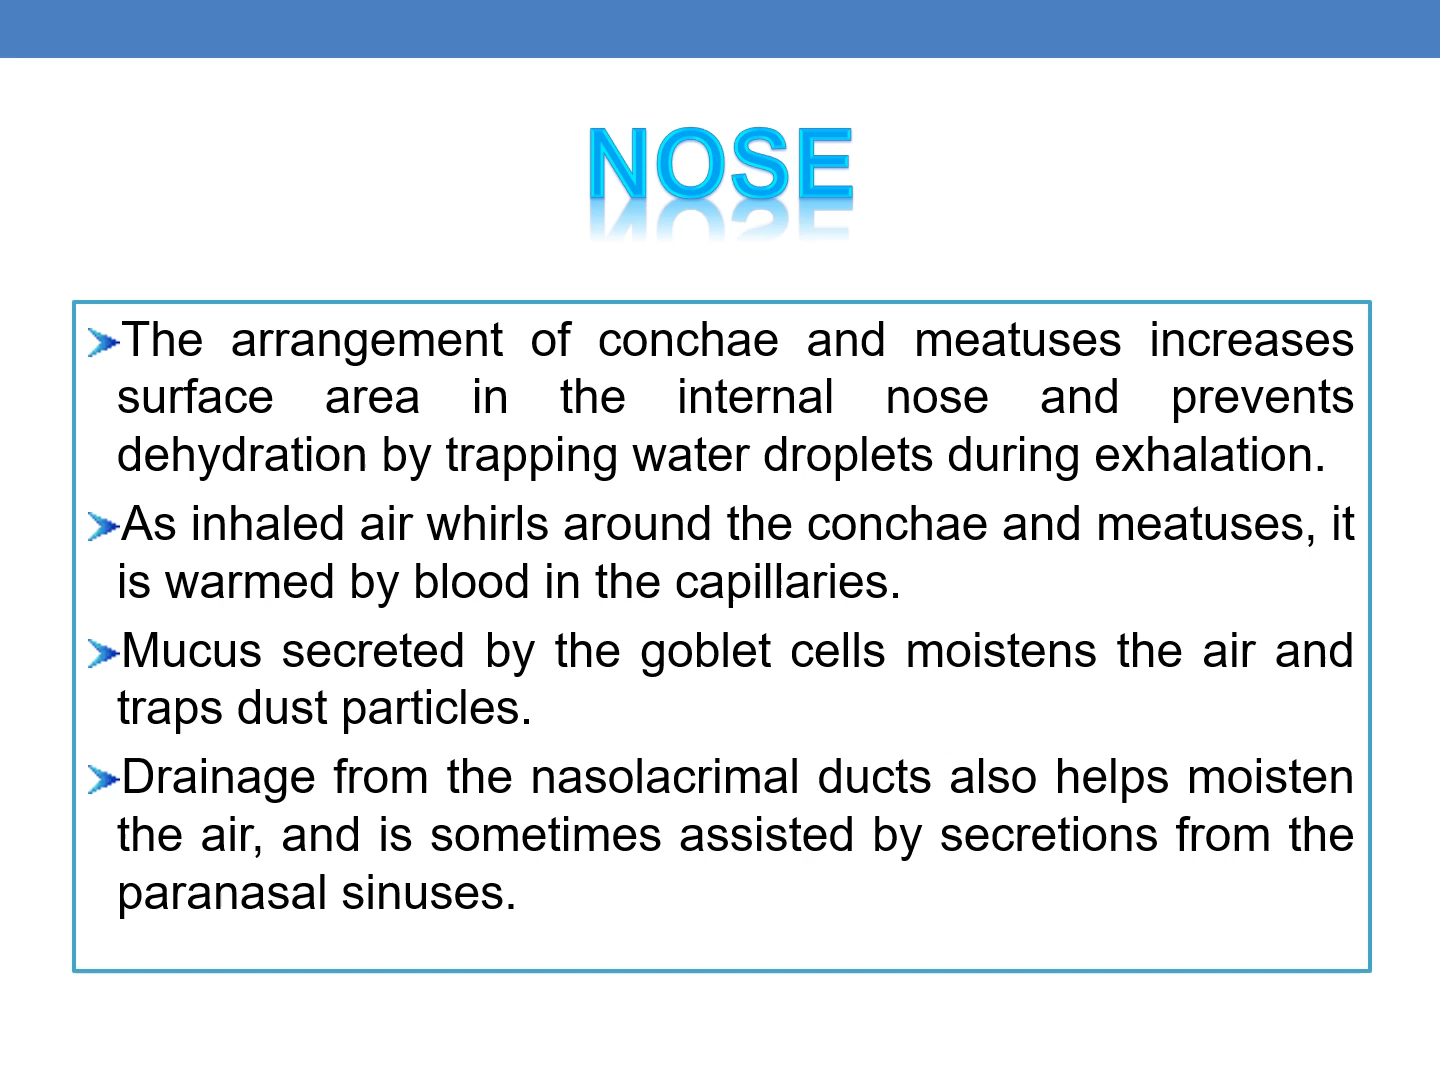 NOSE
The arrangement of conchae and meatuses increases
surface area in the internal nose and prevents
dehydration by trapping water droplets during exhalation.
As inhaled air whirls around the conchae and meatuses, it
is warmed by blood in the capillaries.
Mucus secreted by the goblet cells moistens the air and
traps dust particles.
Drainage from the nasolacrimal ducts also helps moisten
the air, and is sometimes assisted by secretions from the
paranasal sinuses.